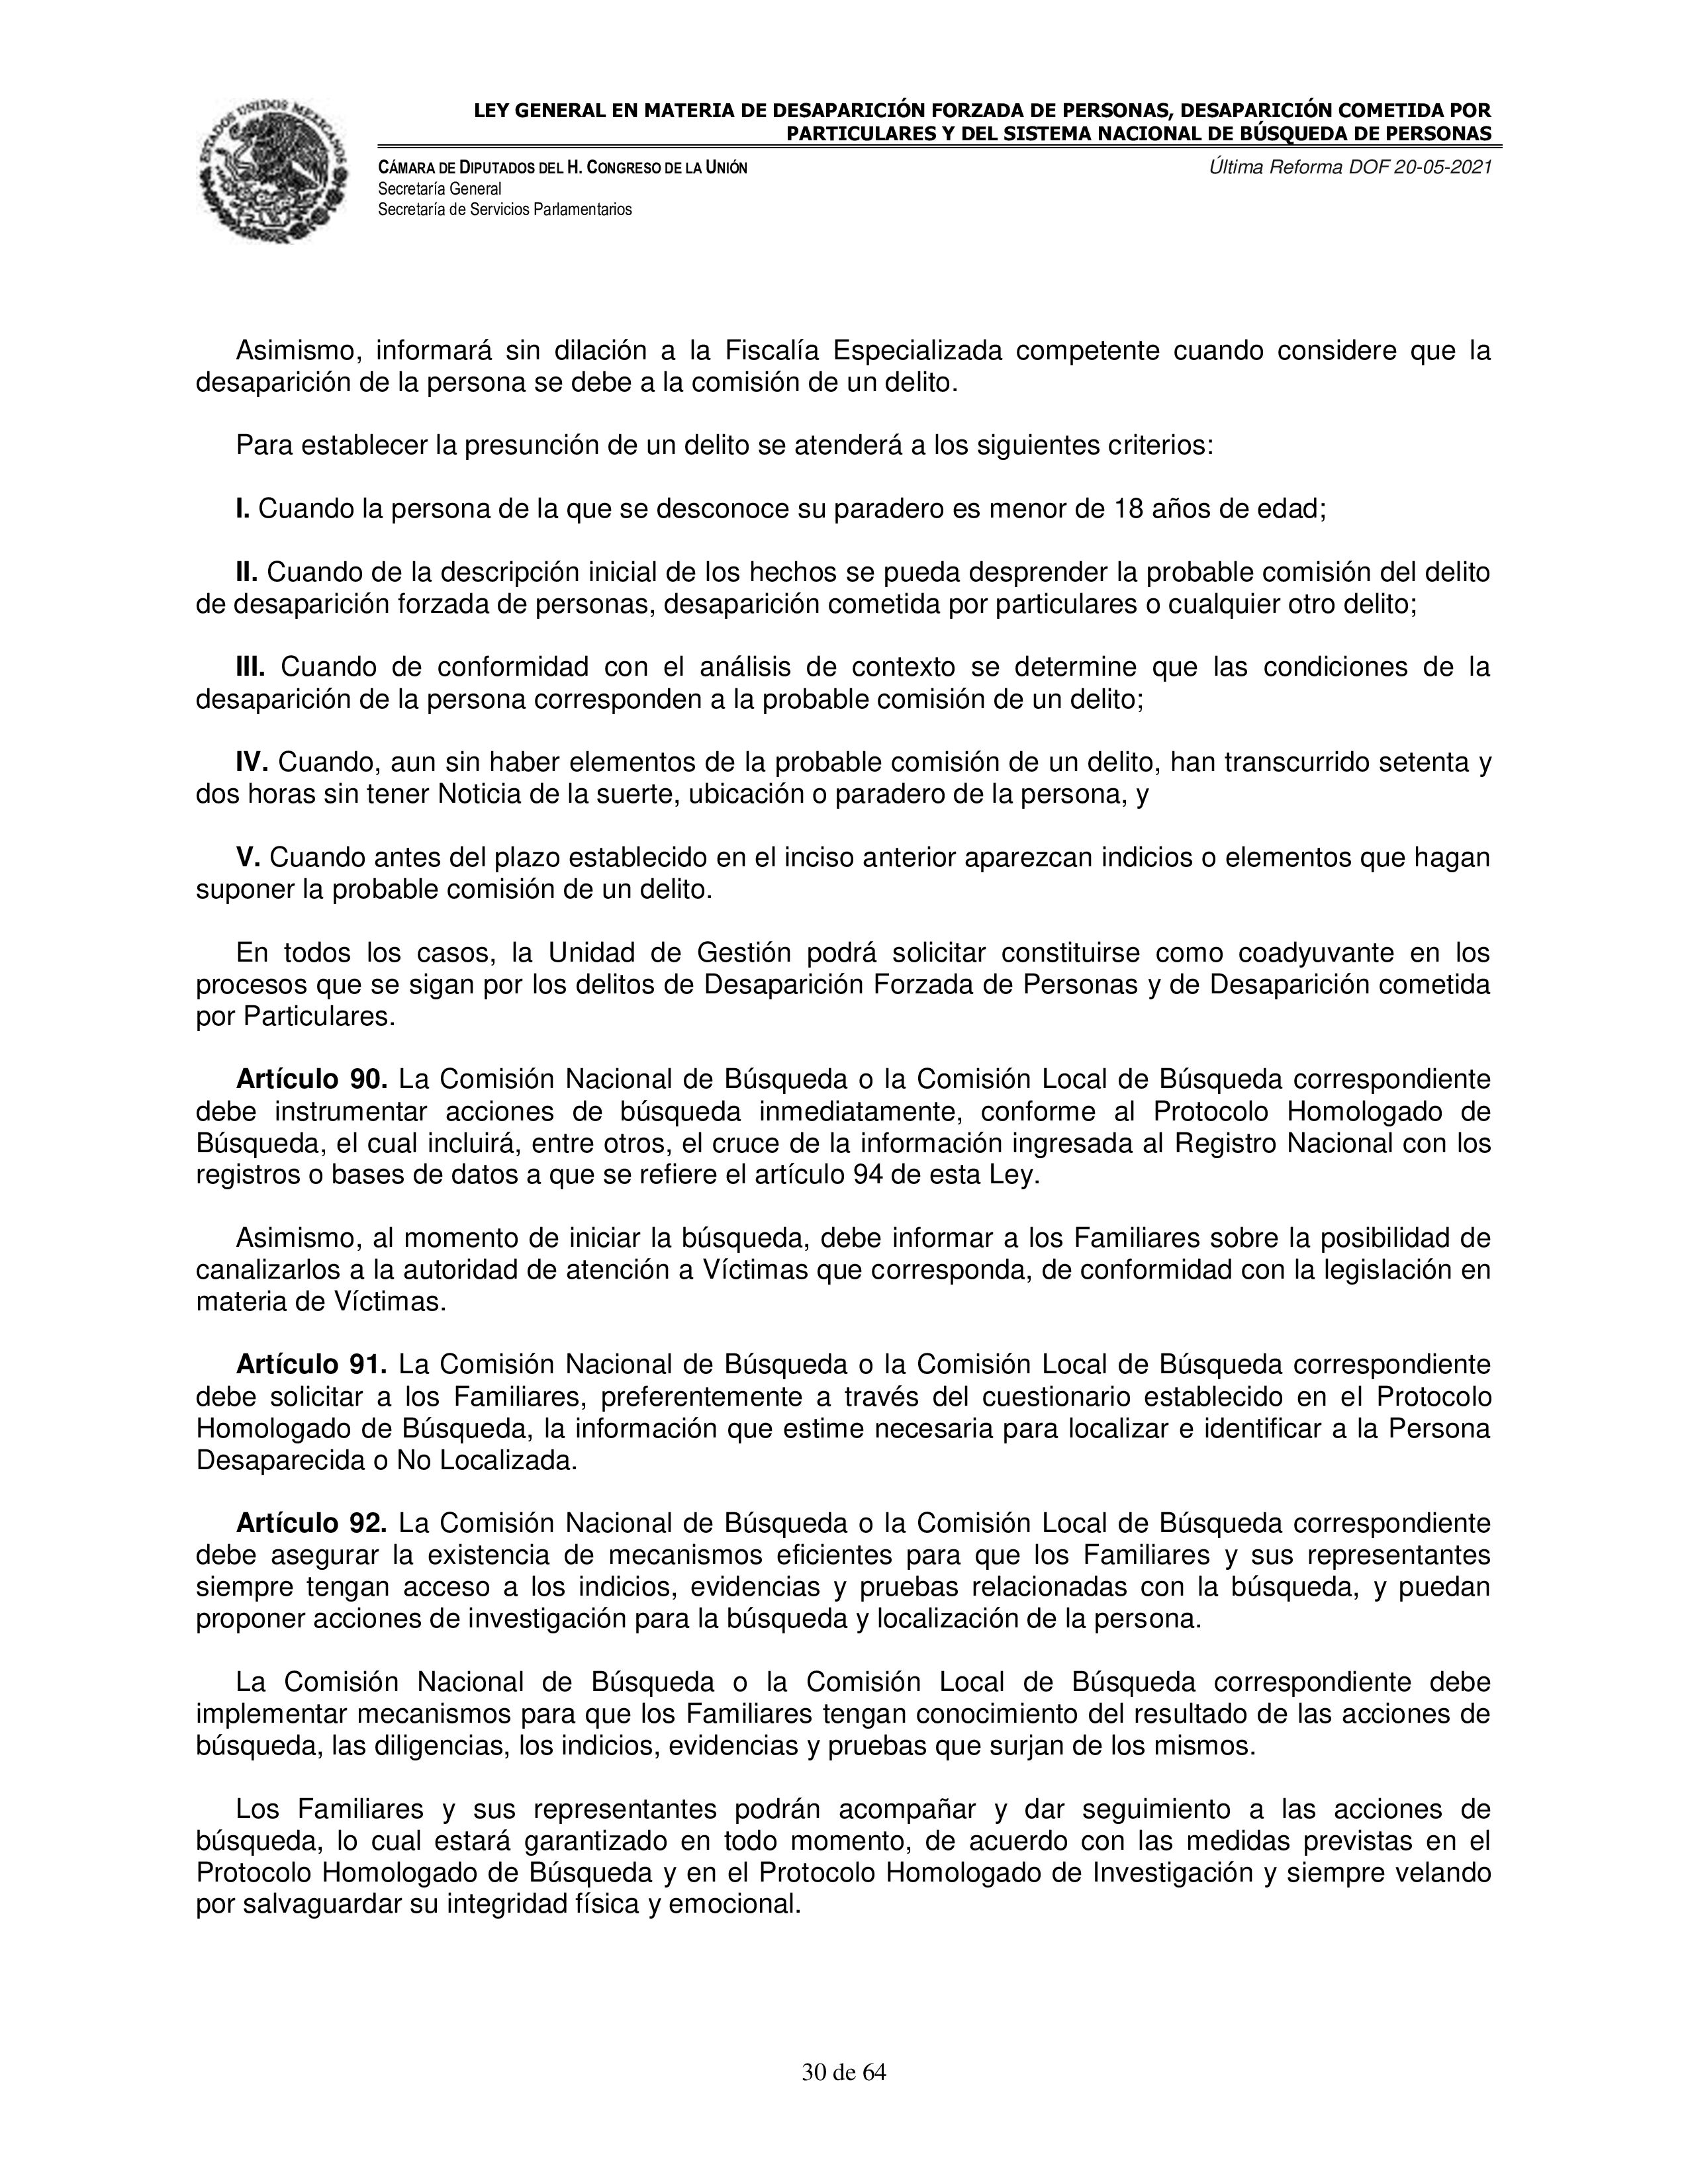 ESTADOS UNIDOS MEXICANOS
LEY GENERAL EN MATERIA DE DESAPARICIÓN FORZADA DE PERSONAS, DESAPARICIÓN COMETIDA POR
PARTICULARES Y DEL SISTEMA NACIONAL DE BÚSQUEDA DE PERSONAS
CÁMARA DE DIPUTADOS DEL H. CONGRESO DE LA UNIÓN
Última Reforma DOF 20-05-2021
Secretaría General
Secretaría de Servicios Parlamentarios
Asimismo, informará sin dilación a la Fiscalía Especializada competente cuando considere que la
desaparición de la persona se debe a la comisión de un delito.
Para establecer la presunción de un delito se atenderá a los siguientes criterios:
I. Cuando la persona de la que se desconoce su paradero es menor de 18 años de edad;
II. Cuando de la descripción inicial de los hechos se pueda desprender la probable comisión del delito
de desaparición forzada de personas, desaparición cometida por particulares o cualquier otro delito;
III. Cuando de conformidad con el análisis de contexto se determine que las condiciones de la
desaparición de la persona corresponden a la probable comisión de un delito;
IV. Cuando, aun sin haber elementos de la probable comisión de un delito, han transcurrido setenta y
dos horas sin tener Noticia de la suerte, ubicación o paradero de la persona, y
V. Cuando antes del plazo establecido en el inciso anterior aparezcan indicios o elementos que hagan
suponer la probable comisión de un delito.
En todos los casos, la Unidad de Gestión podrá solicitar constituirse como coadyuvante en los
procesos que se sigan por los delitos de Desaparición Forzada de Personas y de Desaparición cometida
por Particulares.
Artículo 90. La Comisión Nacional de Búsqueda o la Comisión Local de Búsqueda correspondiente
debe instrumentar acciones de búsqueda inmediatamente, conforme al Protocolo Homologado de
Búsqueda, el cual incluirá, entre otros, el cruce de la información ingresada al Registro Nacional con los
registros o bases de datos a que se refiere el artículo 94 de esta Ley.
Asimismo, al momento de iniciar la búsqueda, debe informar a los Familiares sobre la posibilidad de
canalizarlos a la autoridad de atención a Víctimas que corresponda, de conformidad con la legislación en
materia de Víctimas.
Artículo 91. La Comisión Nacional de Búsqueda o la Comisión Local de Búsqueda correspondiente
debe solicitar a los Familiares, preferentemente a través del cuestionario establecido en el Protocolo
Homologado de Búsqueda, la información que estime necesaria para localizar e identificar a la Persona
Desaparecida o No Localizada.
Artículo 92. La Comisión Nacional de Búsqueda o la Comisión Local de Búsqueda correspondiente
debe asegurar la existencia de mecanismos eficientes para que los Familiares y sus representantes
siempre tengan acceso a los indicios, evidencias y pruebas relacionadas con la búsqueda, y puedan
proponer acciones de investigación para la búsqueda y localización de la persona.
La Comisión Nacional de Búsqueda o la Comisión Local de Búsqueda correspondiente debe
implementar mecanismos para que los Familiares tengan conocimiento del resultado de las acciones de
búsqueda, las diligencias, los indicios, evidencias y pruebas que surjan de los mismos.
Los Familiares y sus representantes podrán acompañar y dar seguimiento a las acciones de
búsqueda, lo cual estará garantizado en todo momento, de acuerdo con las medidas previstas en el
Protocolo Homologado de Búsqueda y en el Protocolo Homologado de Investigación y siempre velando
por salvaguardar su integridad física y emocional.
30 de 64